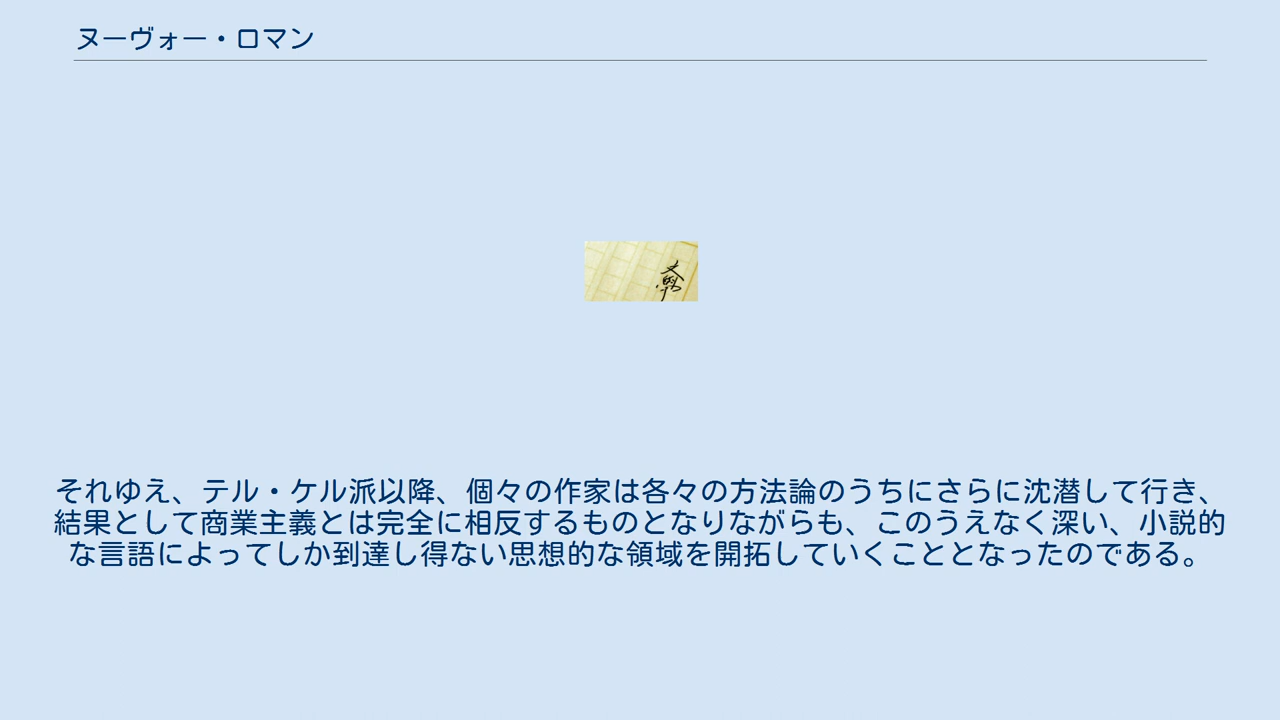 ヌーヴォー・ロマン
文学
それゆえ、テル・ケル派以降、個々の作家は各々の方法論のうちにさらに沈潜して行き、
結果として商業主義とは完全に相反するものとなりながらも、このうえなく深い、小説的
な言語によってしか到達し得ない思想的な領域を開拓していくこととなったのである。